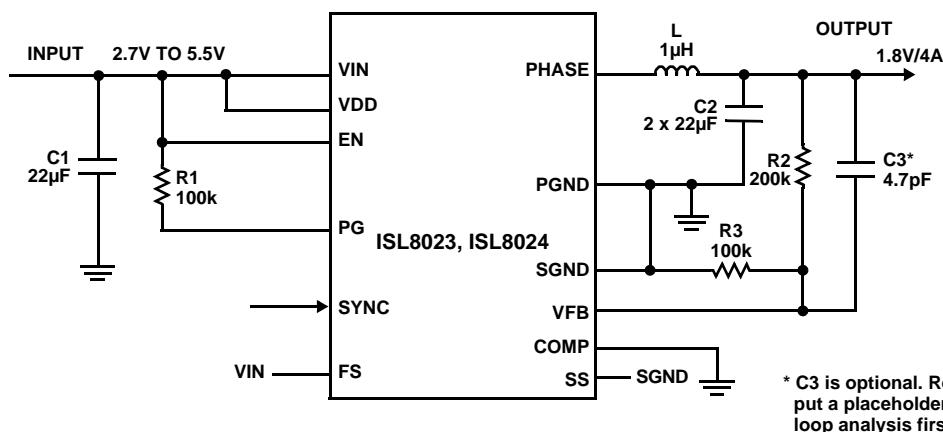 INPUT 2.7V TO 5.5V
VIN
VDD
EN
PG
SYNC
FS
VIN
C1
22µF
R1
100k
ISL8023, ISL8024
PHASE
PGND
SGND
VFB
COMP
SS
SGND
L
1µH
OUTPUT
1.8V/4A
C2
2 x 22µF
R2
200k
C3*
4.7pF
R3
100k
* C3 is optional.
put a placeholder
loop analysis